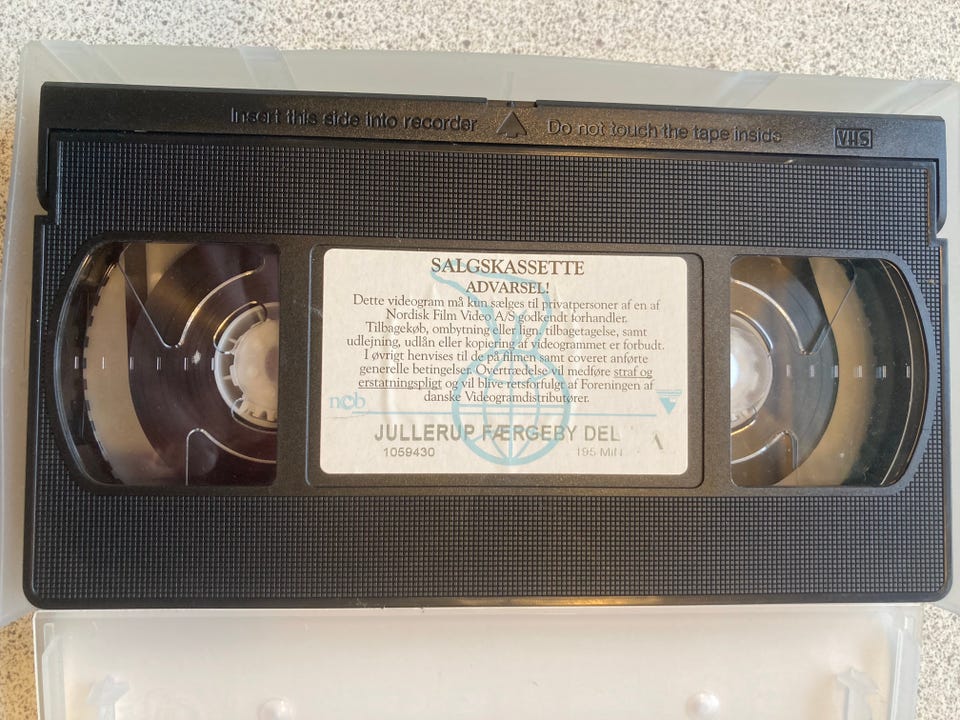 Insert this side into recorder
Do not touch the tape inside
VHS
SALGSKASSETTE
ADVARSEL!
Dette videogram må kun sælges til privatpersoner af en af
Nordisk Film Video A/S godkendt forhandler.
Tilbagekøb, ombytning eller lign. tilbagetagelse, samt
udlejning, udlån eller kopiering af videogrammet er forbudt.
I øvrigt henvises til de på filmen samt coveret anførte
generelle betingelser. Overtrædelse vil medføre straf og
erstatningspligt og vil blive retsforfulgt af Foreningen af
danske Videogramdistributører.
ncb
JULLERUP FÆRGEBY DEL
1059430 195 MIN